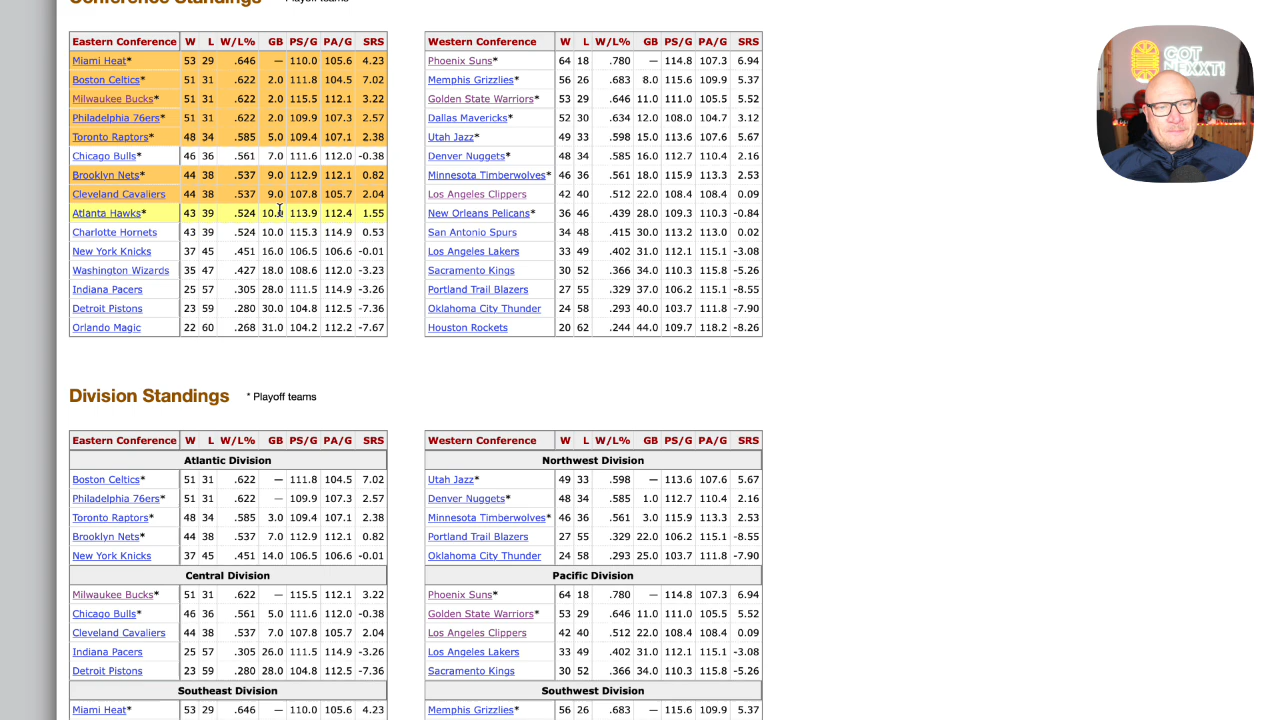 Conference Standings * Playoff teams
Eastern Conference W L W/L% GB PS/G PA/G SRS
Miami Heat* 53 29 .646 — 110.0 105.6 4.23
Boston Celtics* 51 31 .622 2.0 111.8 104.5 7.02
Milwaukee Bucks* 51 31 .622 2.0 115.5 112.1 3.22
Philadelphia 76ers* 51 31 .622 2.0 109.9 107.3 2.57
Toronto Raptors* 48 34 .585 5.0 109.4 107.1 2.38
Chicago Bulls* 46 36 .561 7.0 111.6 112.0 -0.38
Brooklyn Nets* 44 38 .537 9.0 112.9 112.1 0.82
Cleveland Cavaliers 44 38 .537 9.0 107.8 105.7 2.04
Atlanta Hawks* 43 39 .524 10.0 113.9 112.4 1.55
Charlotte Hornets 43 39 .524 10.0 115.3 114.9 0.53
New York Knicks 37 45 .451 16.0 106.5 106.6 -0.01
Washington Wizards 35 47 .427 18.0 108.6 112.0 -3.23
Indiana Pacers 25 57 .305 28.0 111.5 114.9 -3.26
Detroit Pistons 23 59 .280 30.0 104.8 112.5 -7.36
Orlando Magic 22 60 .268 31.0 104.2 112.2 -7.67
Western Conference W L W/L% GB PS/G PA/G SRS
Phoenix Suns* 64 18 .780 — 114.8 107.3 6.94
Memphis Grizzlies* 56 26 .683 8.0 115.6 109.9 5.37
Golden State Warriors* 53 29 .646 11.0 111.0 105.5 5.52
Dallas Mavericks* 52 30 .634 12.0 108.0 104.7 3.12
Utah Jazz* 49 33 .598 15.0 113.6 107.6 5.67
Denver Nuggets* 48 34 .585 16.0 112.7 110.4 2.16
Minnesota Timberwolves* 46 36 .561 18.0 115.9 113.3 2.53
Los Angeles Clippers 42 40 .512 22.0 108.4 108.4 0.09
New Orleans Pelicans* 36 46 .439 28.0 109.3 110.3 -0.84
San Antonio Spurs 34 48 .415 30.0 113.2 113.0 0.02
Los Angeles Lakers 33 49 .402 31.0 112.1 115.1 -3.08
Sacramento Kings 30 52 .366 34.0 110.3 115.8 -5.26
Portland Trail Blazers 27 55 .329 37.0 106.2 115.1 -8.55
Oklahoma City Thunder 24 58 .293 40.0 103.7 111.8 -7.90
Houston Rockets 20 62 .244 44.0 109.7 118.2 -8.26
GOT
NEXXT!
Division Standings * Playoff teams
Eastern Conference W L W/L% GB PS/G PA/G SRS
Atlantic Division
Boston Celtics* 51 31 .622 — 111.8 104.5 7.02
Philadelphia 76ers* 51 31 .622 — 109.9 107.3 2.57
Toronto Raptors* 48 34 .585 3.0 109.4 107.1 2.38
Brooklyn Nets* 44 38 .537 7.0 112.9 112.1 0.82
New York Knicks 37 45 .451 14.0 106.5 106.6 -0.01
Central Division
Milwaukee Bucks* 51 31 .622 — 115.5 112.1 3.22
Chicago Bulls* 46 36 .561 5.0 111.6 112.0 -0.38
Cleveland Cavaliers 44 38 .537 7.0 107.8 105.7 2.04
Indiana Pacers 25 57 .305 26.0 111.5 114.9 -3.26
Detroit Pistons 23 59 .280 28.0 104.8 112.5 -7.36
Southeast Division
Miami Heat* 53 29 .646 — 110.0 105.6 4.23
Western Conference W L W/L% GB PS/G PA/G SRS
Northwest Division
Utah Jazz* 49 33 .598 — 113.6 107.6 5.67
Denver Nuggets* 48 34 .585 1.0 112.7 110.4 2.16
Minnesota Timberwolves* 46 36 .561 3.0 115.9 113.3 2.53
Portland Trail Blazers 27 55 .329 22.0 106.2 115.1 -8.55
Oklahoma City Thunder 24 58 .293 25.0 103.7 111.8 -7.90
Pacific Division
Phoenix Suns* 64 18 .780 — 114.8 107.3 6.94
Golden State Warriors* 53 29 .646 11.0 111.0 105.5 5.52
Los Angeles Clippers 42 40 .512 22.0 108.4 108.4 0.09
Los Angeles Lakers 33 49 .402 31.0 112.1 115.1 -3.08
Sacramento Kings 30 52 .366 34.0 110.3 115.8 -5.26
Southwest Division
Memphis Grizzlies* 56 26 .683 — 115.6 109.9 5.37